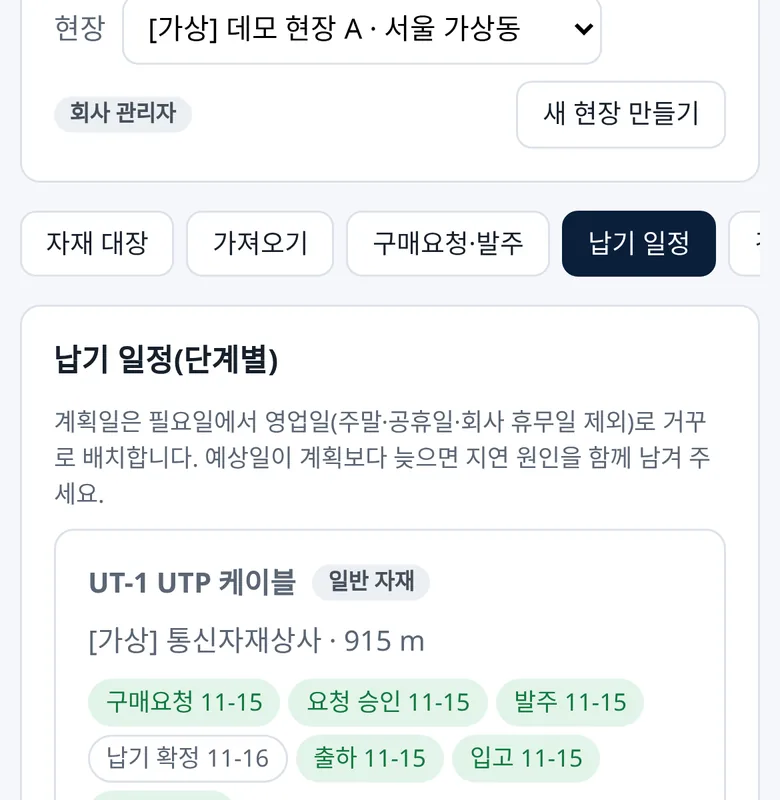 현장 [가상] 데모 현장 A · 서울 가상동
회사 관리자 새 현장 만들기
자재 대장 가져오기 구매요청·발주 납기 일정
납기 일정(단계별)
계획일은 필요일에서 영업일(주말·공휴일·회사 휴무일 제외)로 거꾸
로 배치합니다. 예상일이 계획보다 늦으면 지연 원인을 함께 남겨 주
세요.
UT-1 UTP 케이블 일반 자재
[가상] 통신자재상사 · 915 m
구매요청 11-15 요청 승인 11-15 발주 11-15
납기 확정 11-16 출하 11-15 입고 11-15